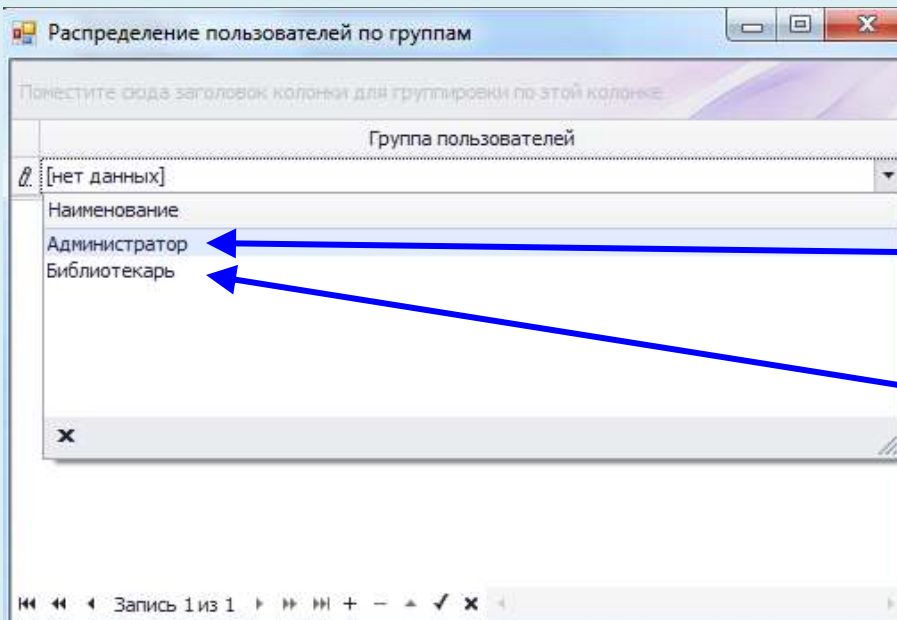 Распределение пользователей по группам
Поместите сюда заголовок колонки для группировки по этой колонке
Группа пользователей
[нет данных]
Наименование
Администратор
Библиотекарь
Запись 1 из 1